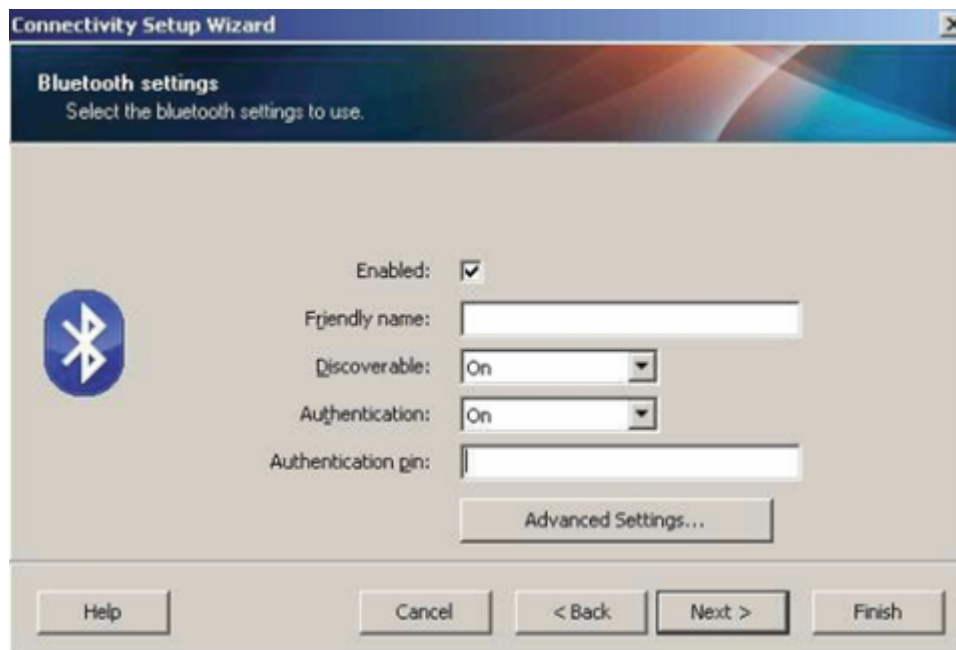 Connectivity Setup Wizard
Bluetooth settings
Select the bluetooth settings to use.
Enabled:
Friendly name:
Discoverable: On
Authentication: On
Authentication pin:
Advanced Settings...
Help Cancel < Back Next > Finish